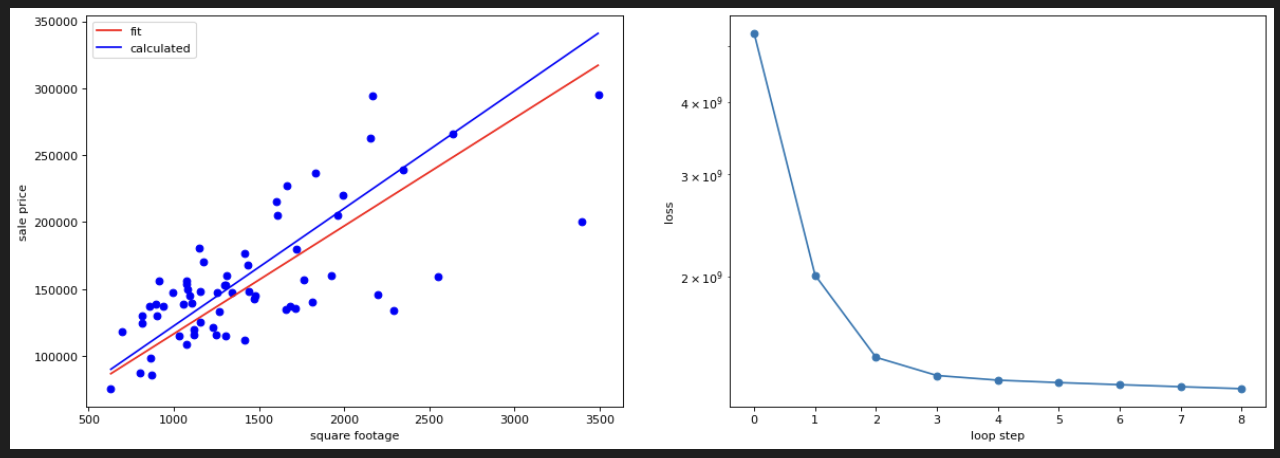 350000
300000
250000
200000
150000
100000
sale price
fit
calculated
500 1000 1500 2000 2500 3000 3500
square footage
4 × 10⁹
3 × 10⁹
2 × 10⁹
loss
0 1 2 3 4 5 6 7 8
loop step